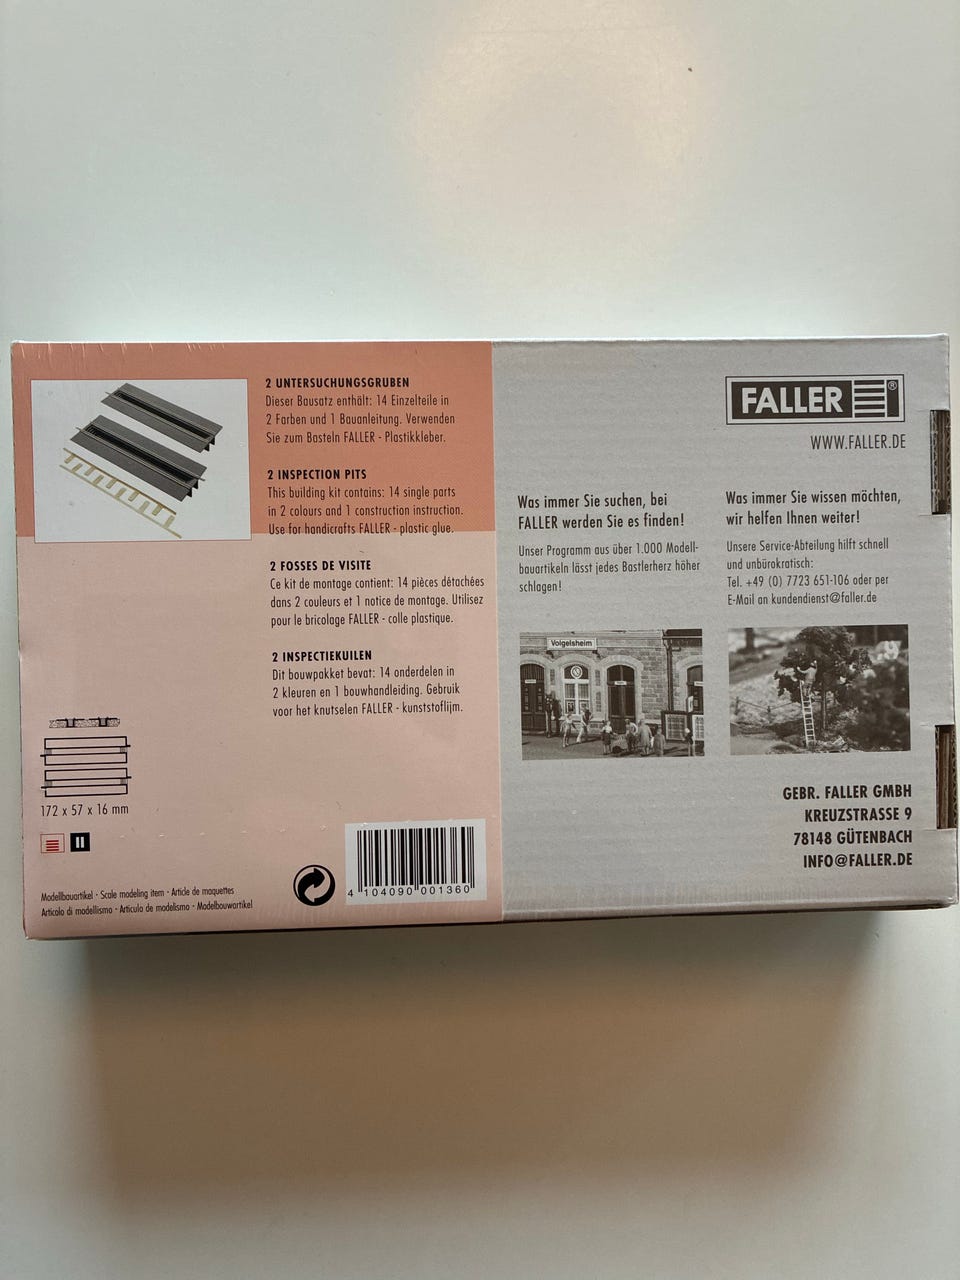 2 UNTERSUCHUNGSGRUBEN
Dieser Bausatz enthält: 14 Einzelteile in
2 Farben und 1 Bauanleitung. Verwenden
Sie zum Basteln FALLER - Plastikkleber.
2 INSPECTION PITS
This building kit contains: 14 single parts
in 2 colours and 1 construction instruction.
Use for handicrafts FALLER - plastic glue.
2 FOSSES DE VISITE
Ce kit de montage contient: 14 pièces détachées
dans 2 couleurs et 1 notice de montage. Utilisez
pour le bricolage FALLER - colle plastique.
2 INSPECTIEKUILEN
Dit bouwpakket bevat: 14 onderdelen in
2 kleuren en 1 bouwhandleiding. Gebruik
voor het knutselen FALLER - kunststoflijm.
172 x 57 x 16 mm
II
Modellbauartikel · Scale modeling item · Article de maquettes
Articolo di modellismo · Articulo de modelismo · Modelbouwartikel
4 104090 001360
FALLER ®
WWW.FALLER.DE
Was immer Sie suchen, bei
FALLER werden Sie es finden!
Unser Programm aus über 1.000 Modell-
bauartikeln lässt jedes Bastlerherz höher
schlagen!
Was immer Sie wissen möchten,
wir helfen Ihnen weiter!
Unsere Service-Abteilung hilft schnell
und unbürokratisch:
Tel. +49 (0) 7723 651-106 oder per
E-Mail an kundendienst@faller.de
Volgelsheim
GEBR. FALLER GMBH
KREUZSTRASSE 9
78148 GÜTENBACH
INFO@FALLER.DE